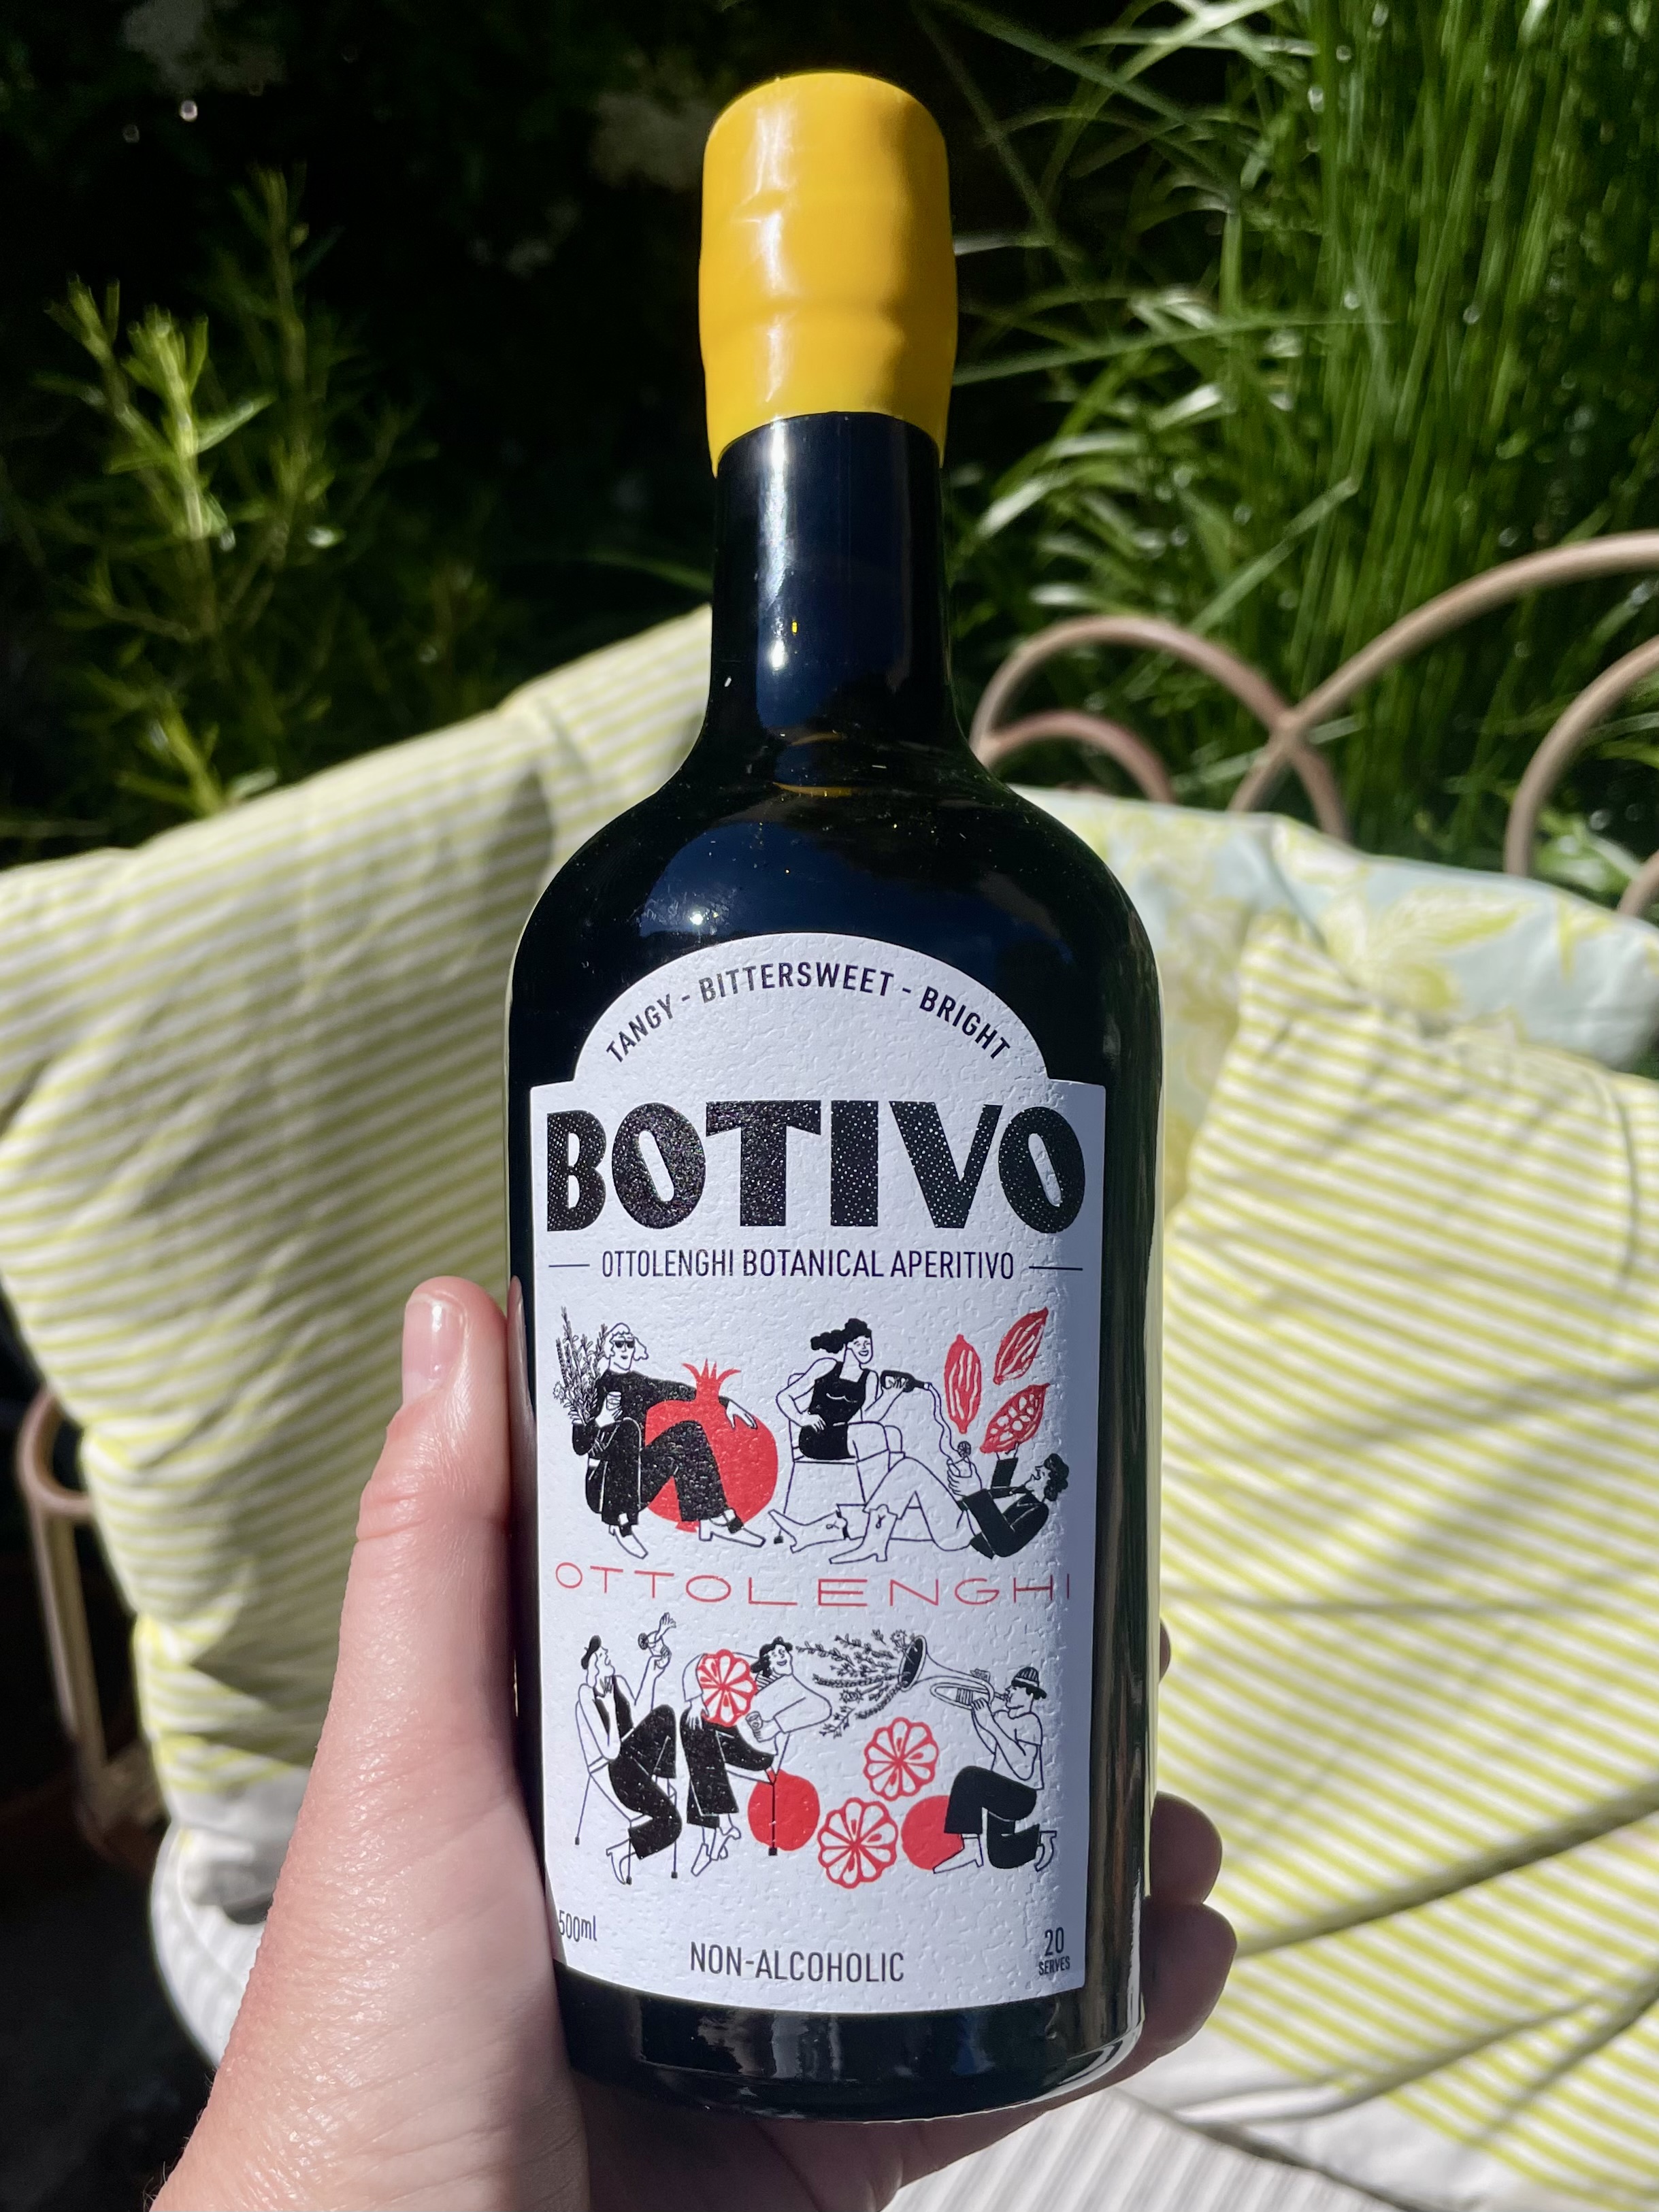 TANGY - BITTERSWEET - BRIGHT
BOTIVO
OTTOLENGHI BOTANICAL APERITIVO
OTTOLENGHI
500ml
NON-ALCOHOLIC
20
SERVES